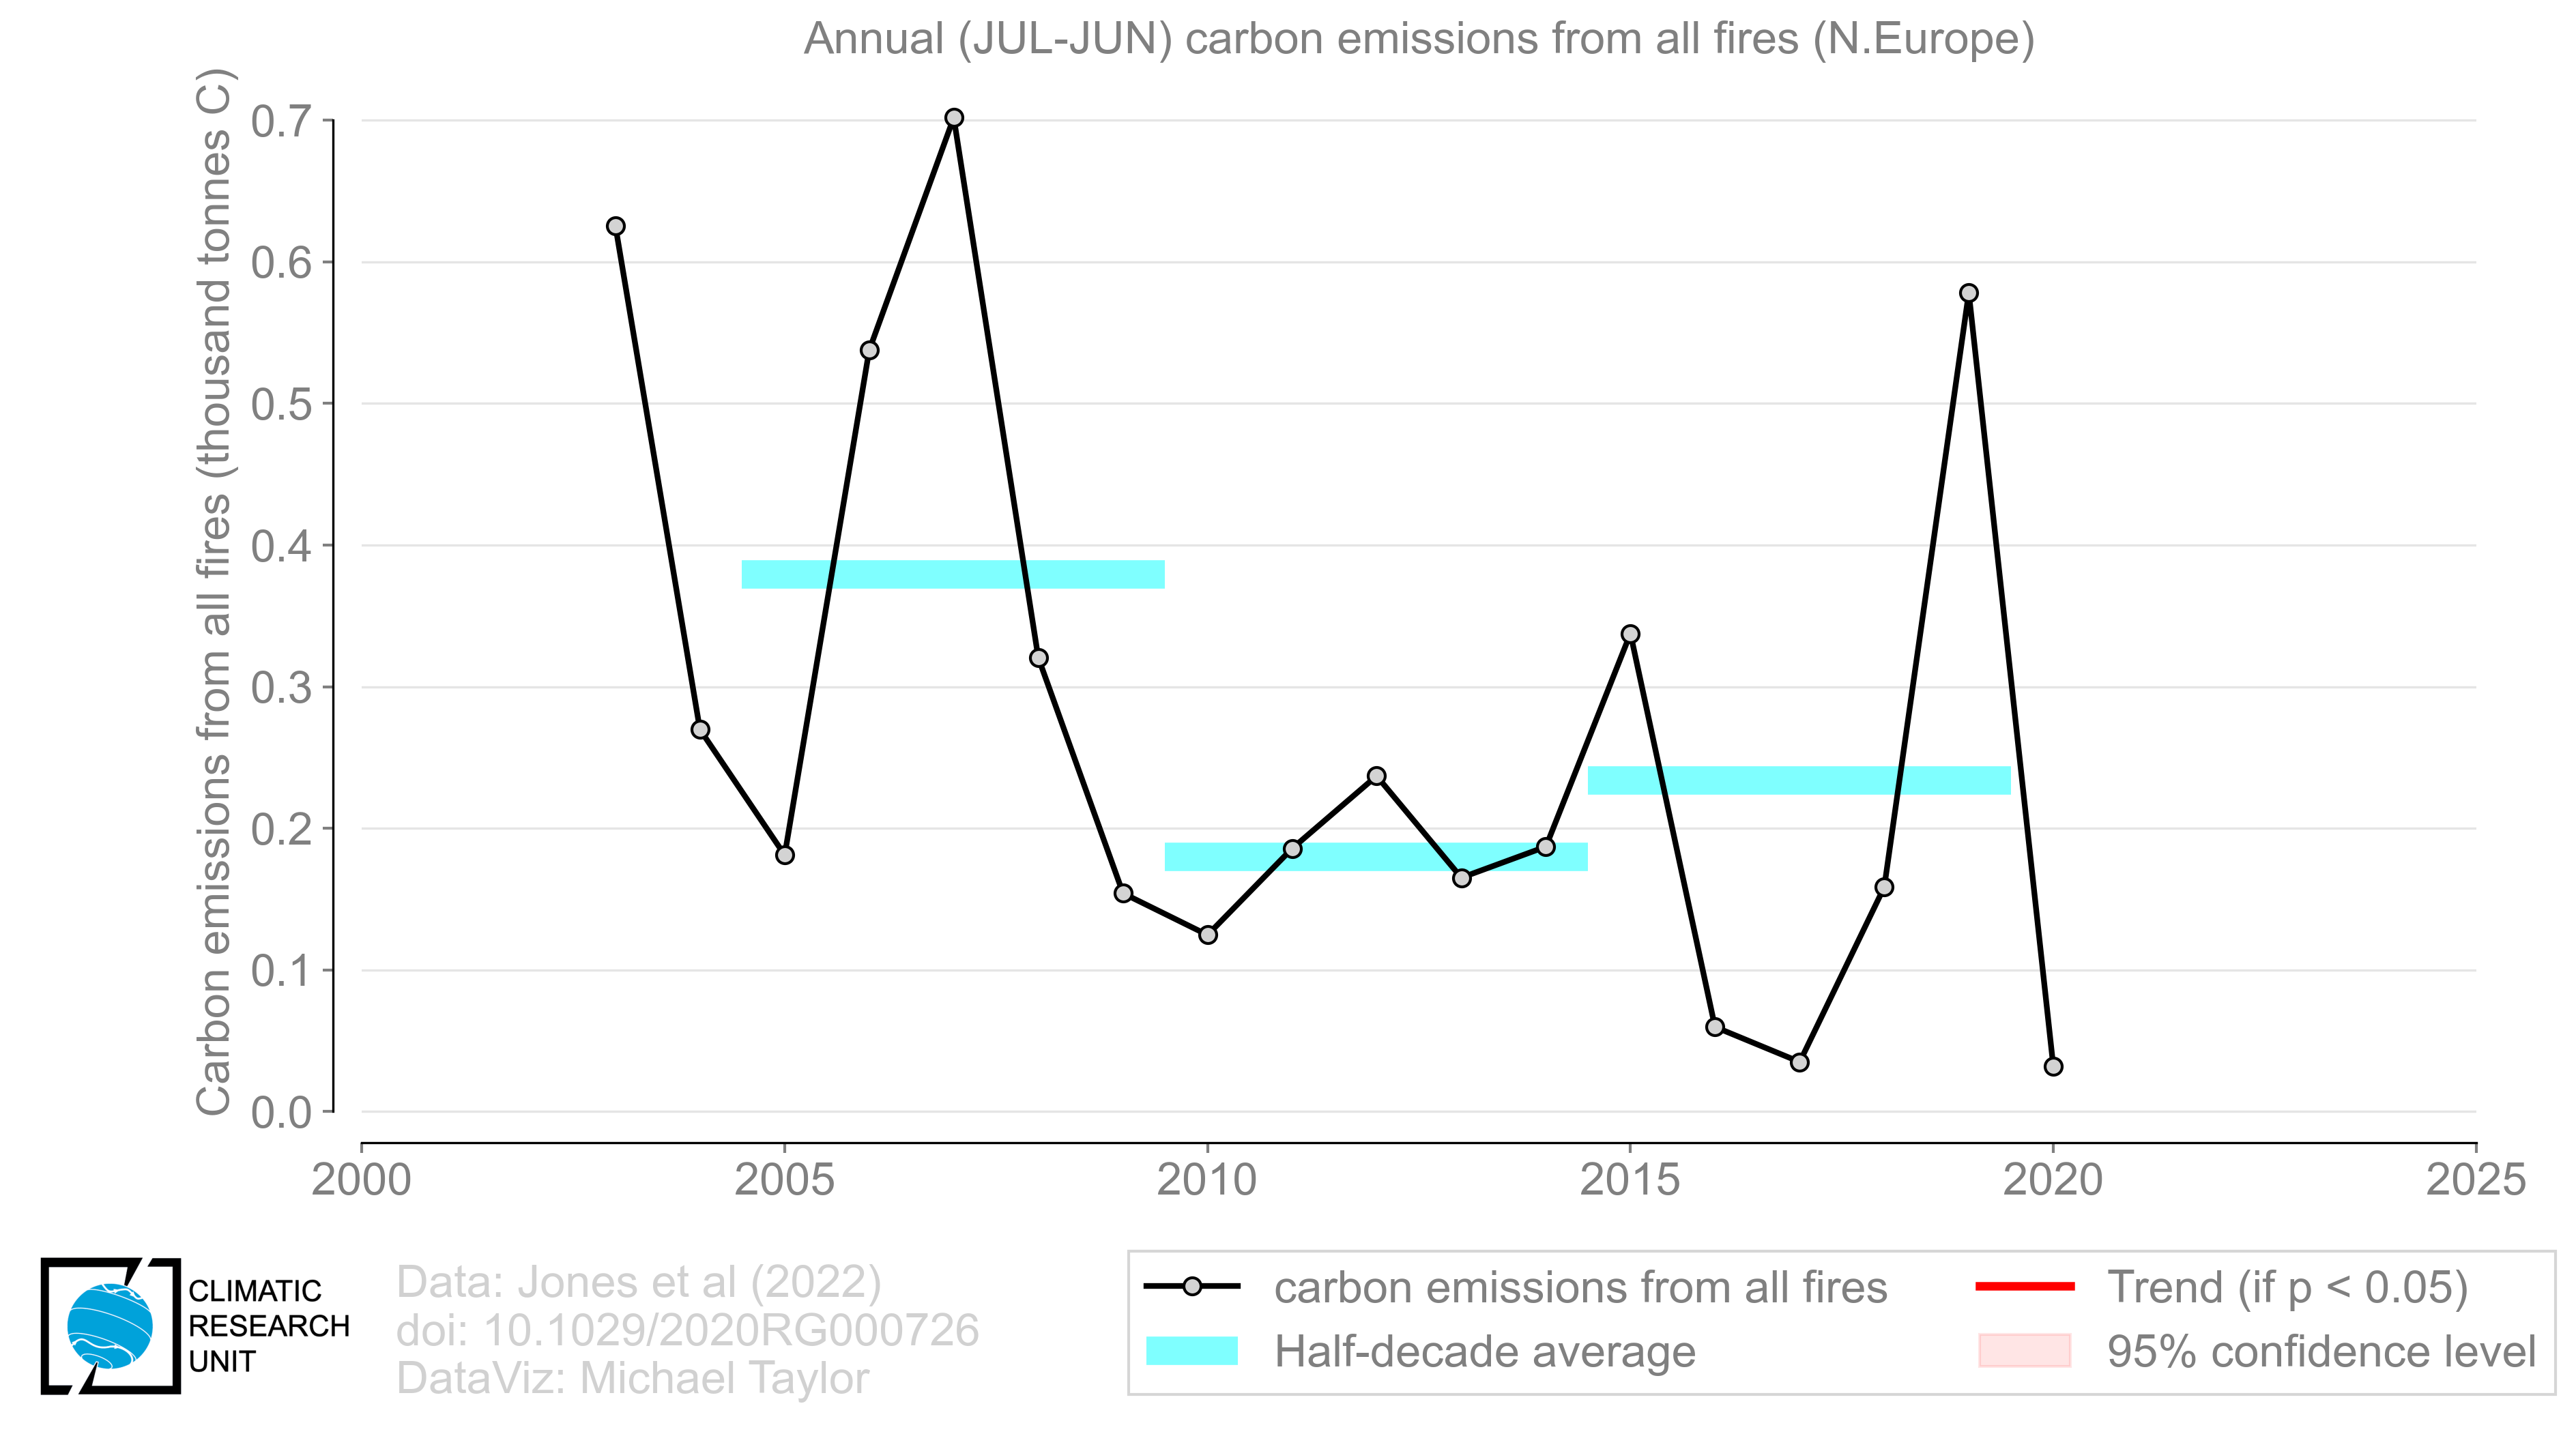 Annual (JUL-JUN) carbon emissions from all fires (N.Europe)
Carbon emissions from all fires (thousand tonnes C)
0.7
0.6
0.5
0.4
0.3
0.2
0.1
0.0
2000 2005 2010 2015 2020 2025
CLIMATIC
RESEARCH
UNIT
Data: Jones et al (2022)
doi: 10.1029/2020RG000726
DataViz: Michael Taylor
carbon emissions from all fires
Half-decade average
Trend (if p < 0.05)
95% confidence level